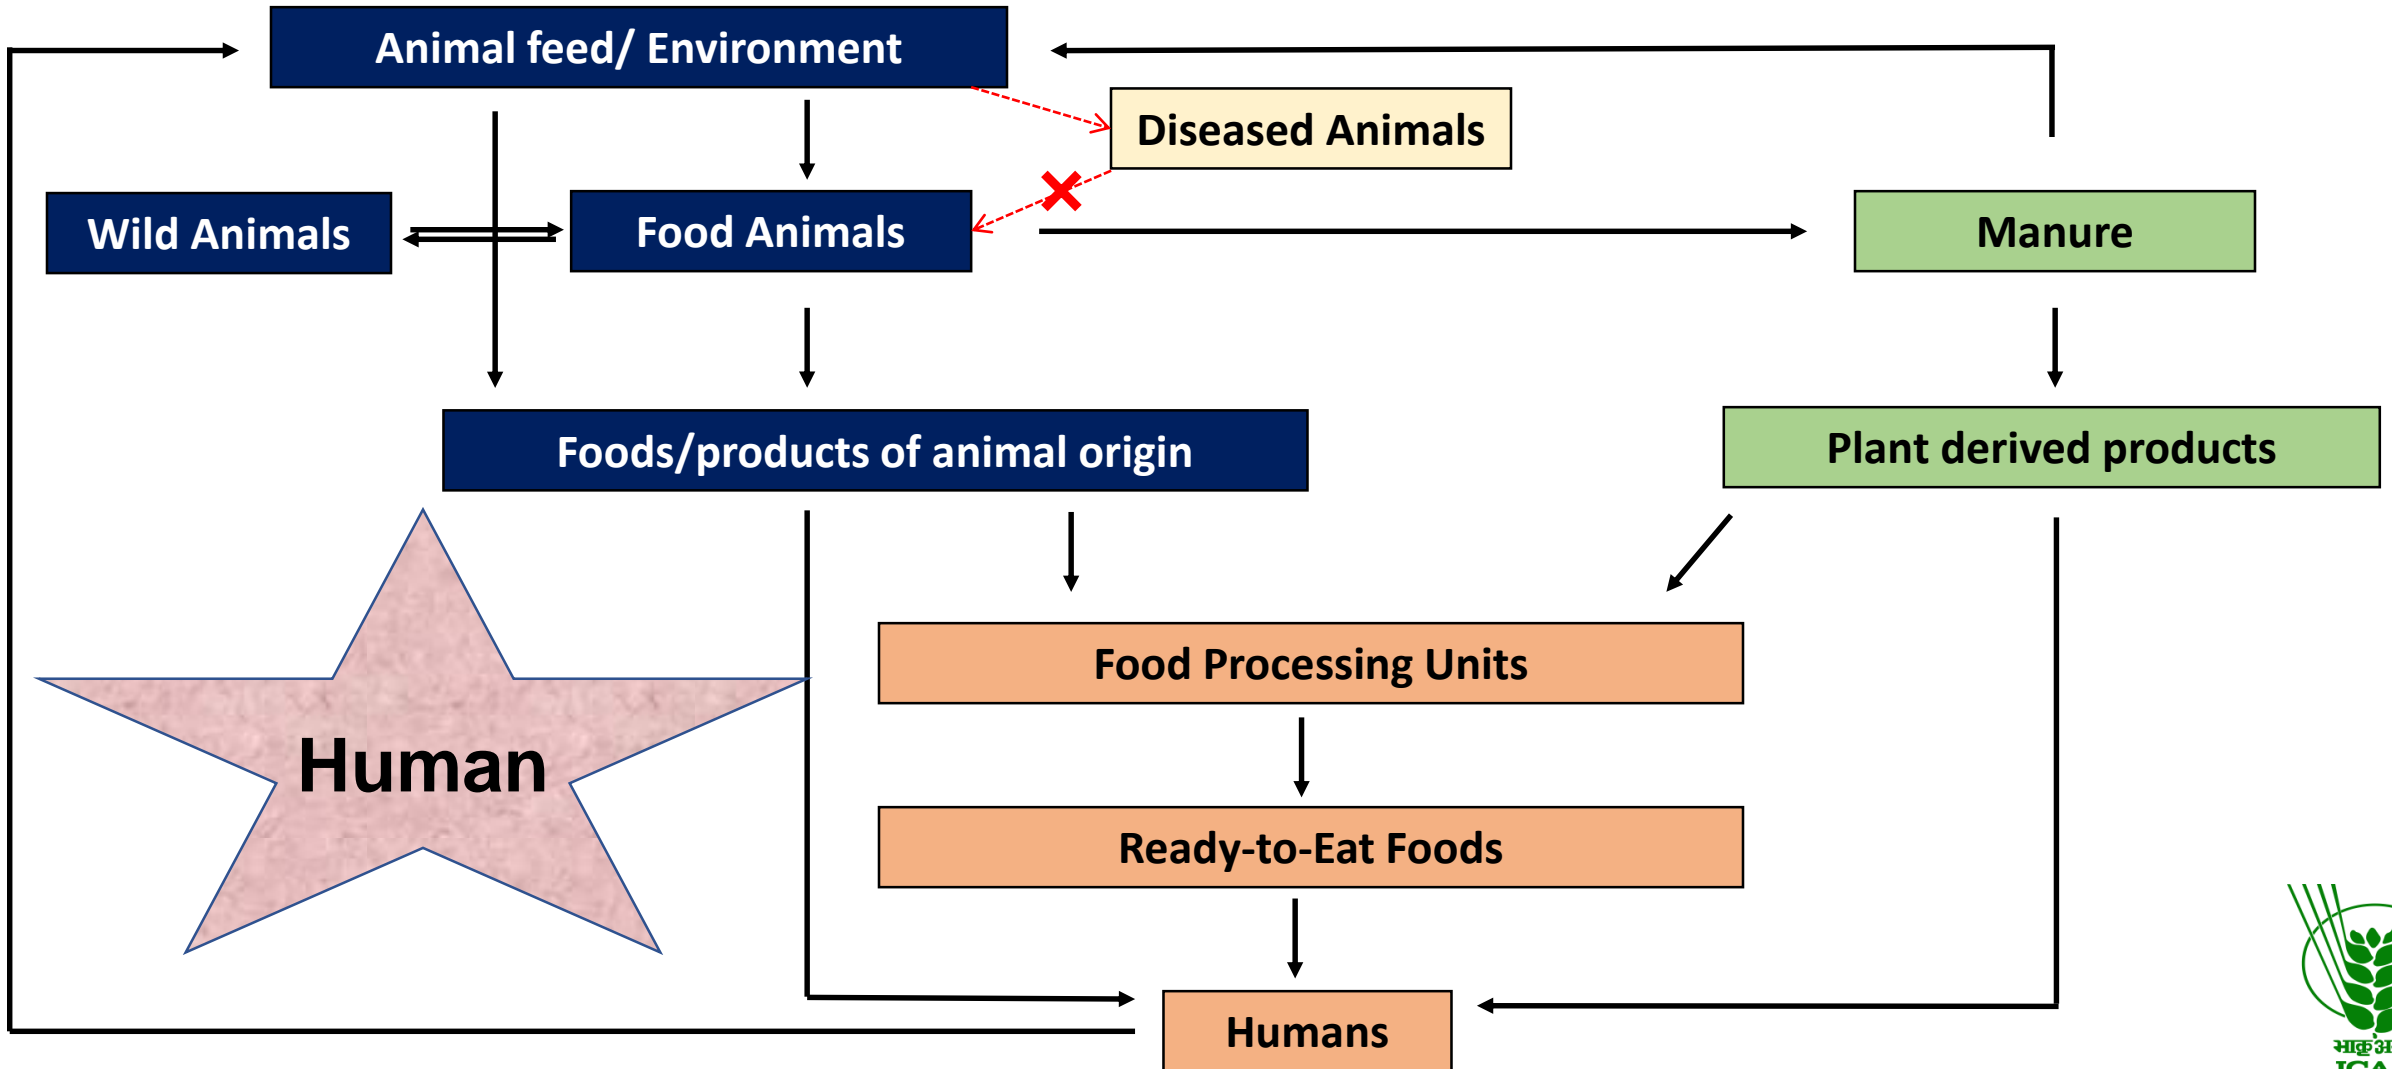 Animal feed/ Environment
Diseased Animals
Wild Animals
Food Animals
Manure
Foods/products of animal origin
Plant derived products
Food Processing Units
Human
Ready-to-Eat Foods
Humans